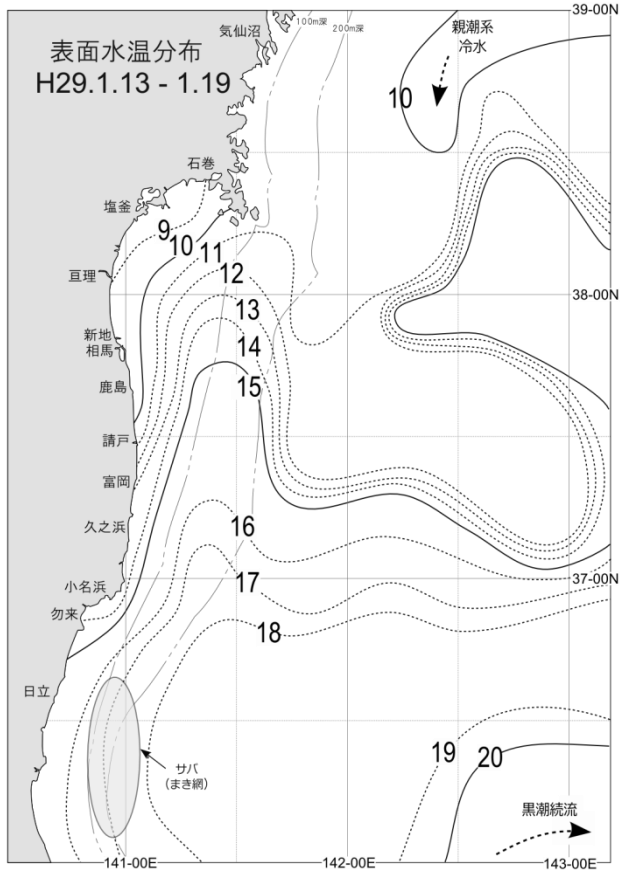 39-00N
気仙沼
100m深
200m深
親潮系
冷水
表面水温分布
H29.1.13 - 1.19
10
石巻
塩釜
9
10
11
12
亘理
38-00N
13
新地
相馬
14
鹿島
15
請戸
富岡
久之浜
16
小名浜
17
37-00N
勿来
18
日立
19
20
サバ
(まき網)
黒潮続流
141-00E
142-00E
143-00E